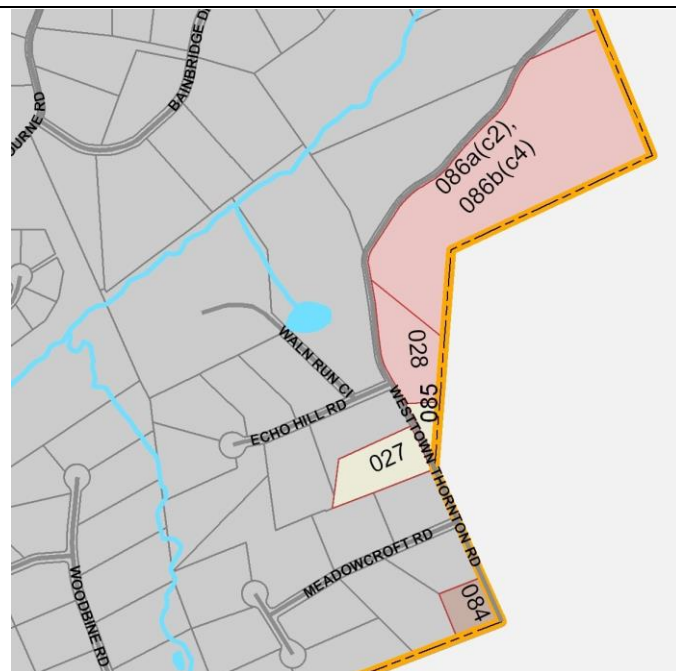 BAINBRIDGE D
OURNE RD
086a(c2),
086b(c4)
WALN RUN CI
028
085
ECHO HILL RD
WESTTOWN THORNTON RD
027
MEADOWCROFT RD
084
WOODBINE RD